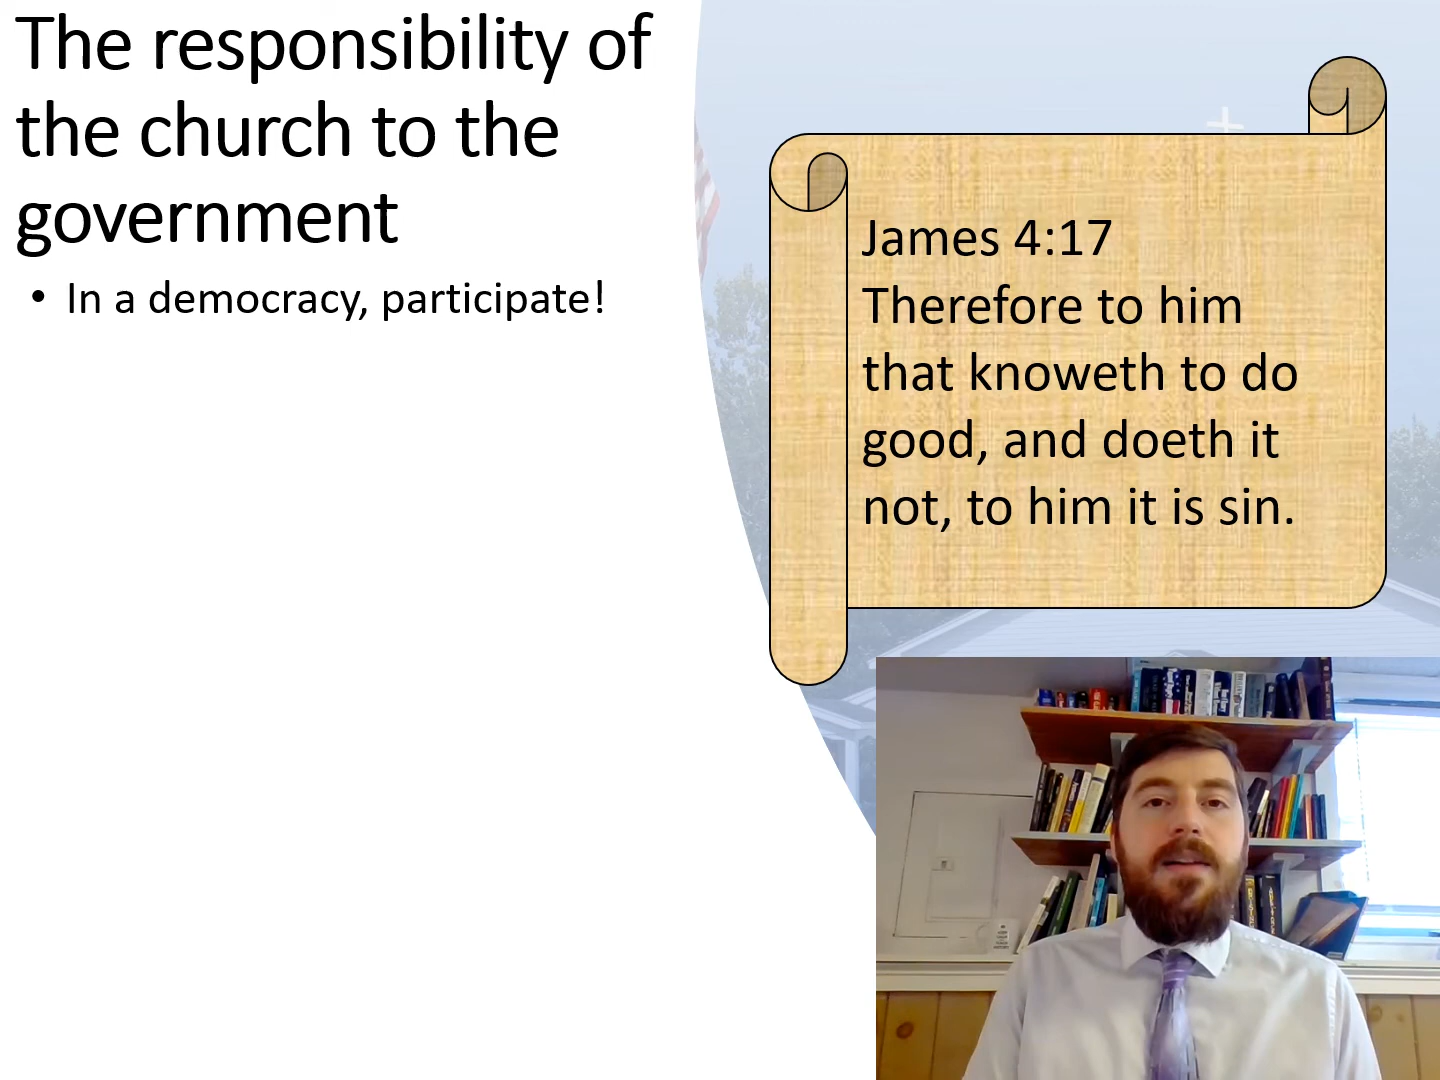 The responsibility of
the church to the
government
• In a democracy, participate!
James 4:17
Therefore to him
that knoweth to do
good, and doeth it
not, to him it is sin.